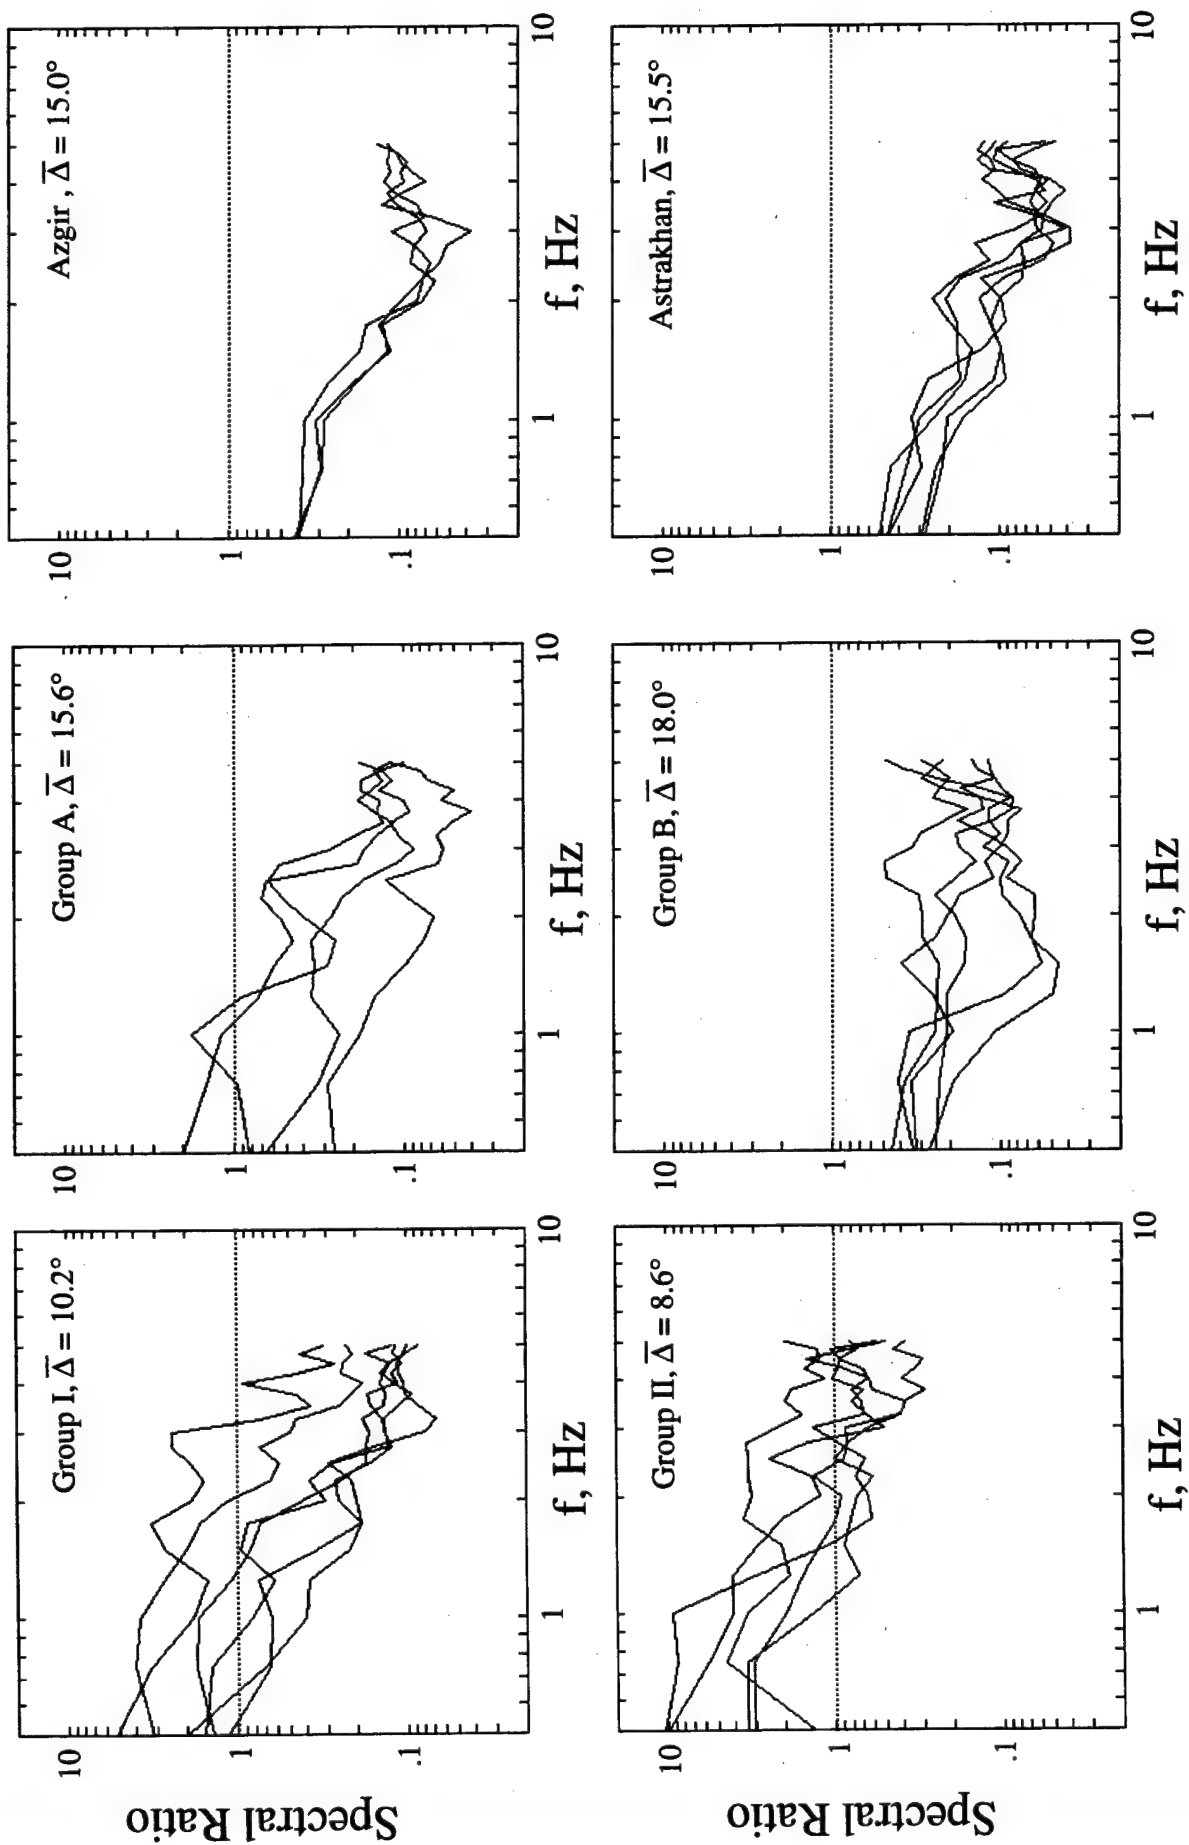 Group I, Δ̅ = 10.2°
10
1
.1
1
10
f, Hz
Spectral Ratio
Group A, Δ̅ = 15.6°
10
1
.1
1
10
f, Hz
Azgir , Δ̅ = 15.0°
10
1
.1
1
10
f, Hz
Group II, Δ̅ = 8.6°
10
1
.1
1
10
f, Hz
Spectral Ratio
Group B, Δ̅ = 18.0°
10
1
.1
1
10
f, Hz
Astrakhan, Δ̅ = 15.5°
10
1
.1
1
10
f, Hz